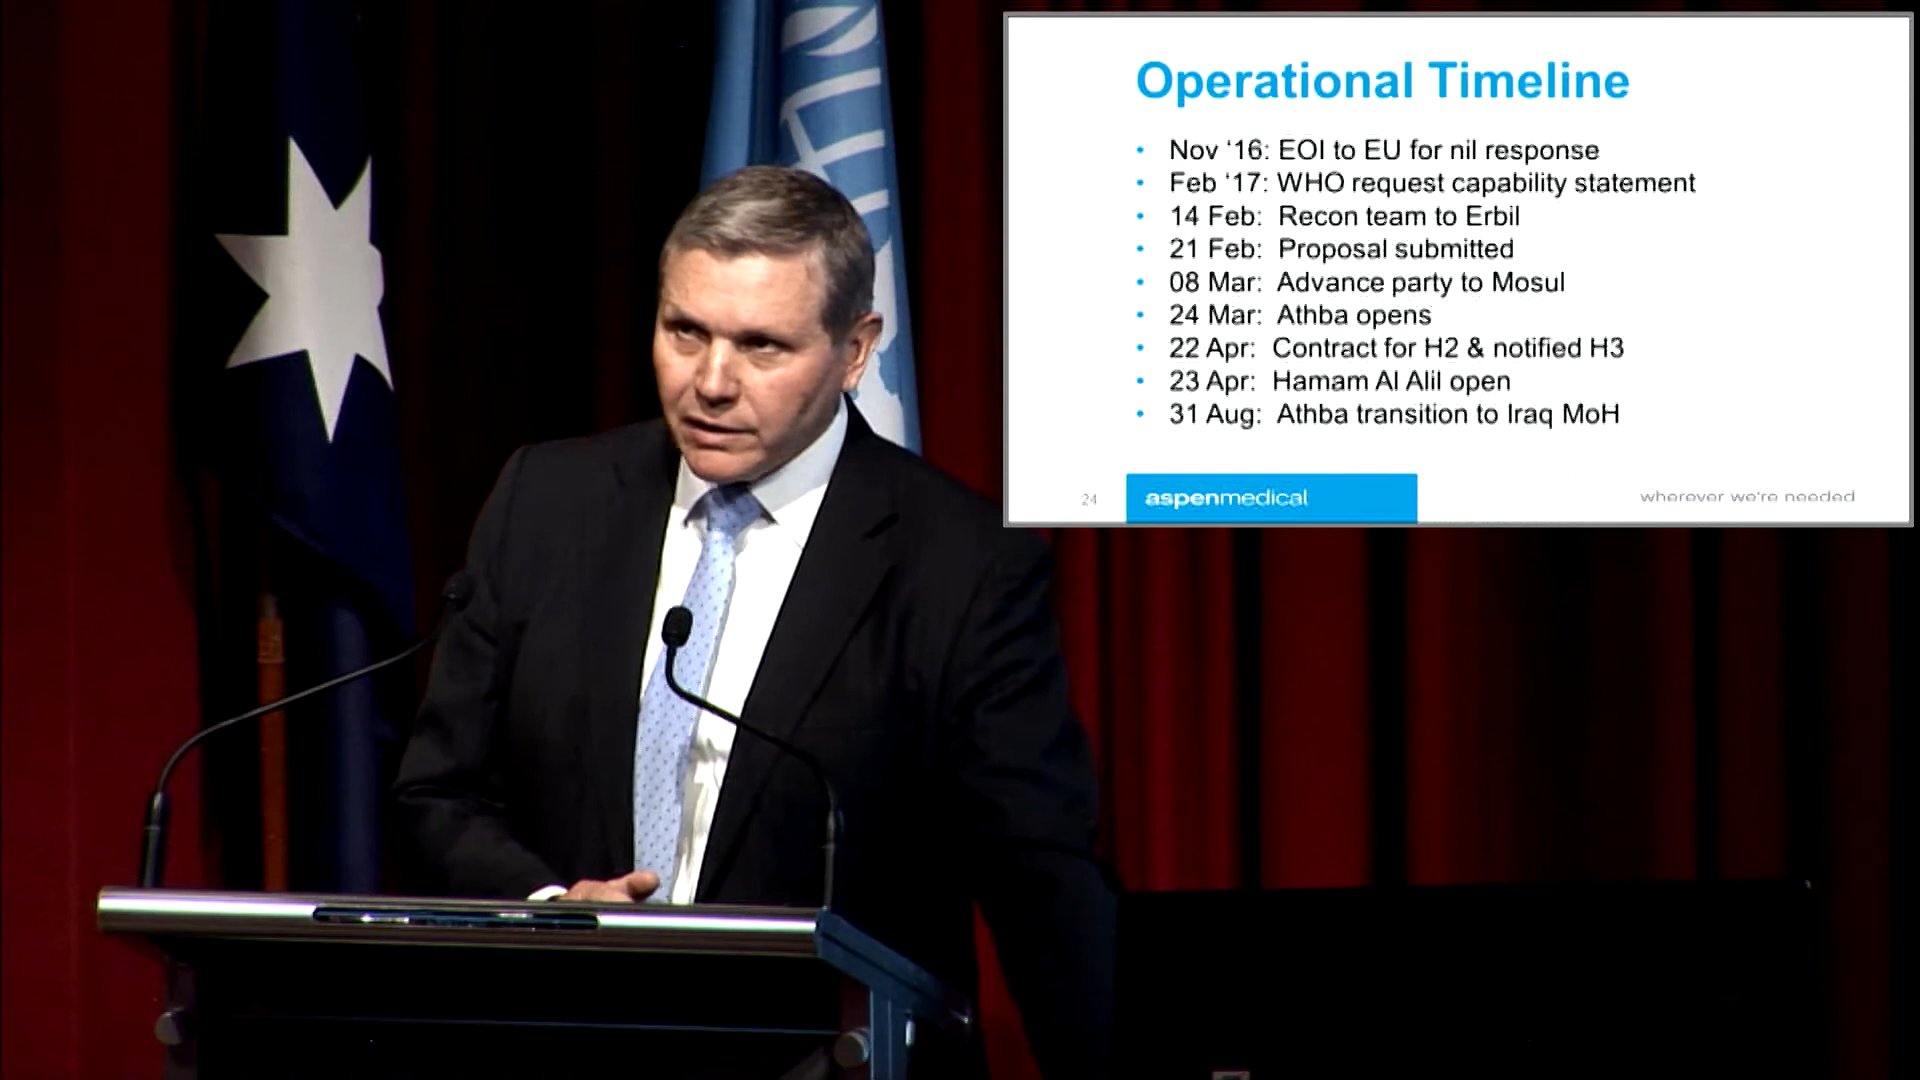 Operational Timeline
• Nov ‘16: EOI to EU for nil response
• Feb ‘17: WHO request capability statement
• 14 Feb: Recon team to Erbil
• 21 Feb: Proposal submitted
• 08 Mar: Advance party to Mosul
• 24 Mar: Athba opens
• 22 Apr: Contract for H2 & notified H3
• 23 Apr: Hamam Al Alil open
• 31 Aug: Athba transition to Iraq MoH
24
aspenmedical
wherever we're needed